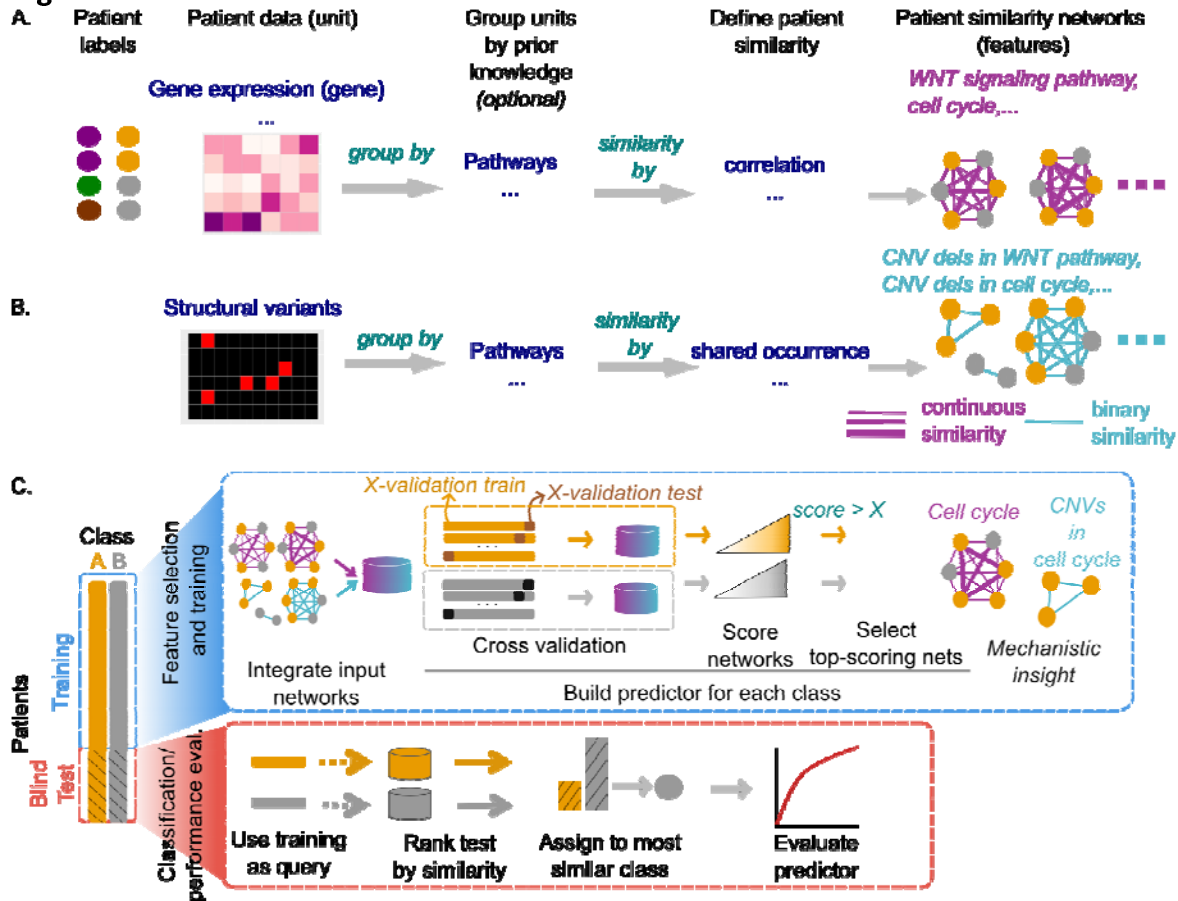 A.
Patient
labels
Patient data (unit)
Group units
by prior
knowledge
(optional)
Define patient
similarity
Patient similarity networks
(features)
Gene expression (gene)
...
group by
Pathways
...
similarity
by
correlation
...
WNT signaling pathway,
cell cycle,...
B.
Structural variants
group by
Pathways
...
similarity
by
shared occurrence
...
CNV dels in WNT pathway,
CNV dels in cell cycle,...
continuous
similarity
binary
similarity
C.
Class
A B
Patients
Training
Blind
Test
Feature selection
and training
X-validation train
X-validation test
score > X
Cell cycle
CNVs
in
cell cycle
Integrate input
networks
Cross validation
Score
networks
Select
top-scoring nets
Build predictor for each class
Mechanistic
insight
Classification/
performance eval.
Use training
as query
Rank test
by similarity
Assign to most
similar class
Evaluate
predictor